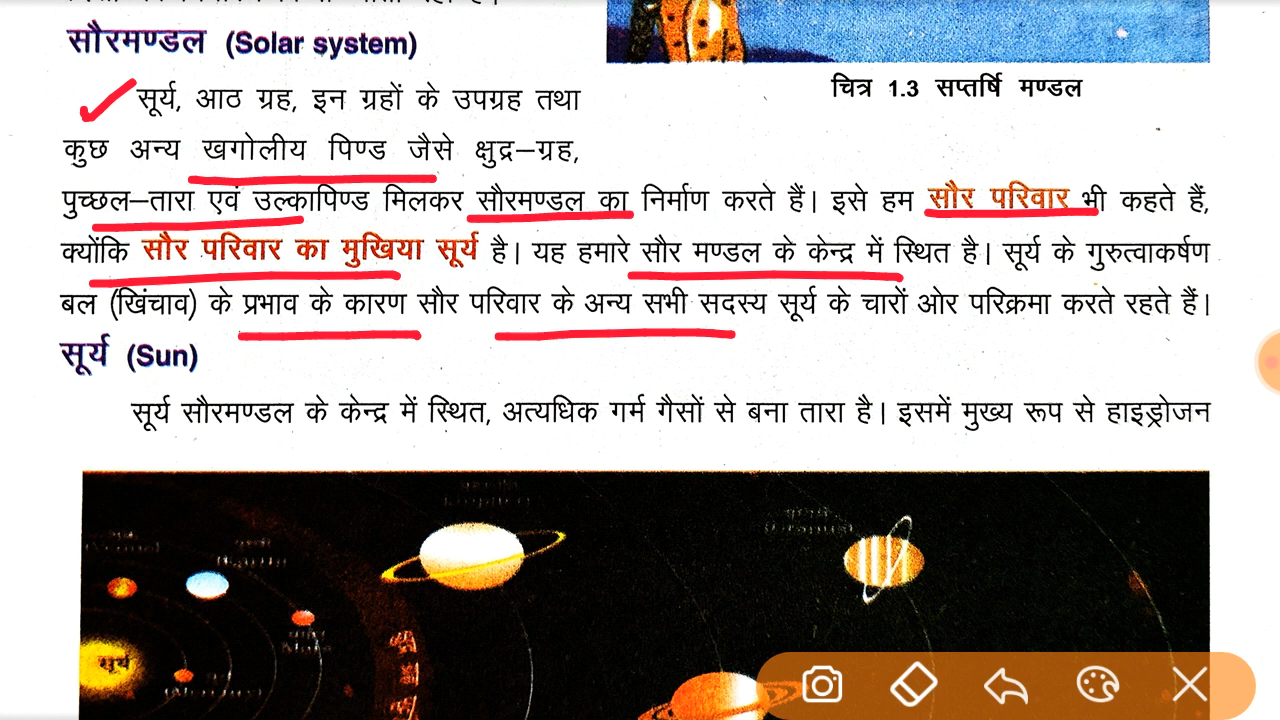 सौरमण्डल (Solar system)
चित्र 1.3 सप्तर्षि मण्डल
सूर्य, आठ ग्रह, इन ग्रहों के उपग्रह तथा
कुछ अन्य खगोलीय पिण्ड जैसे क्षुद्र–ग्रह,
पुच्छल–तारा एवं उल्कापिण्ड मिलकर सौरमण्डल का निर्माण करते हैं। इसे हम सौर परिवार भी कहते हैं,
क्योंकि सौर परिवार का मुखिया सूर्य है। यह हमारे सौर मण्डल के केन्द्र में स्थित है। सूर्य के गुरुत्वाकर्षण
बल (खिंचाव) के प्रभाव के कारण सौर परिवार के अन्य सभी सदस्य सूर्य के चारों ओर परिक्रमा करते रहते हैं।
सूर्य (Sun)
सूर्य सौरमण्डल के केन्द्र में स्थित, अत्यधिक गर्म गैसों से बना तारा है। इसमें मुख्य रूप से हाइड्रोजन
सूर्य